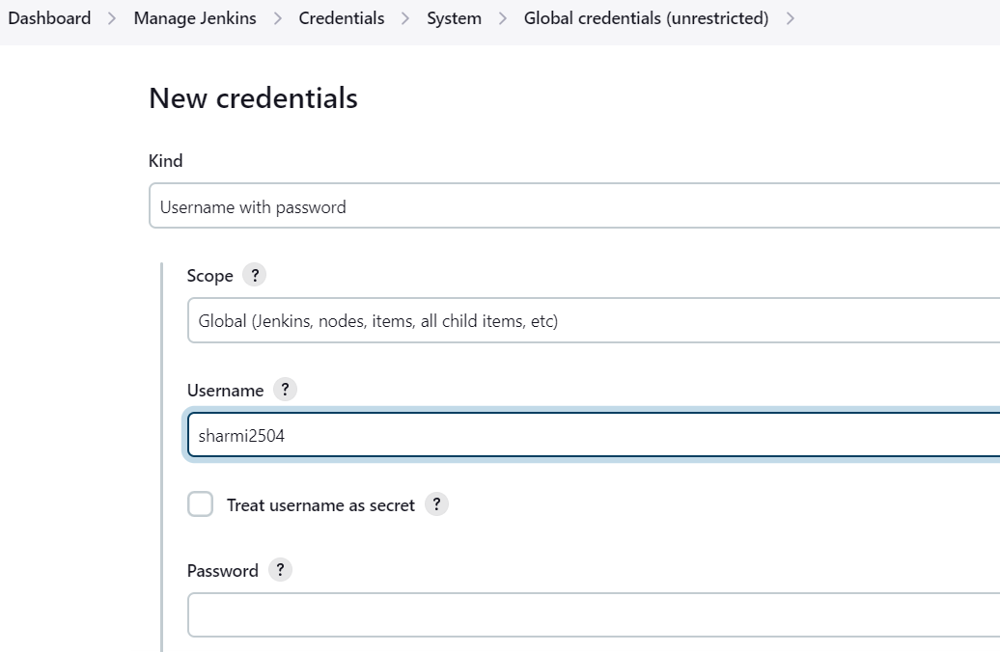 Dashboard > Manage Jenkins > Credentials > System > Global credentials (unrestricted) >
New credentials
Kind
Username with password
Scope ?
Global (Jenkins, nodes, items, all child items, etc)
Username ?
sharmi2504
Treat username as secret ?
Password ?